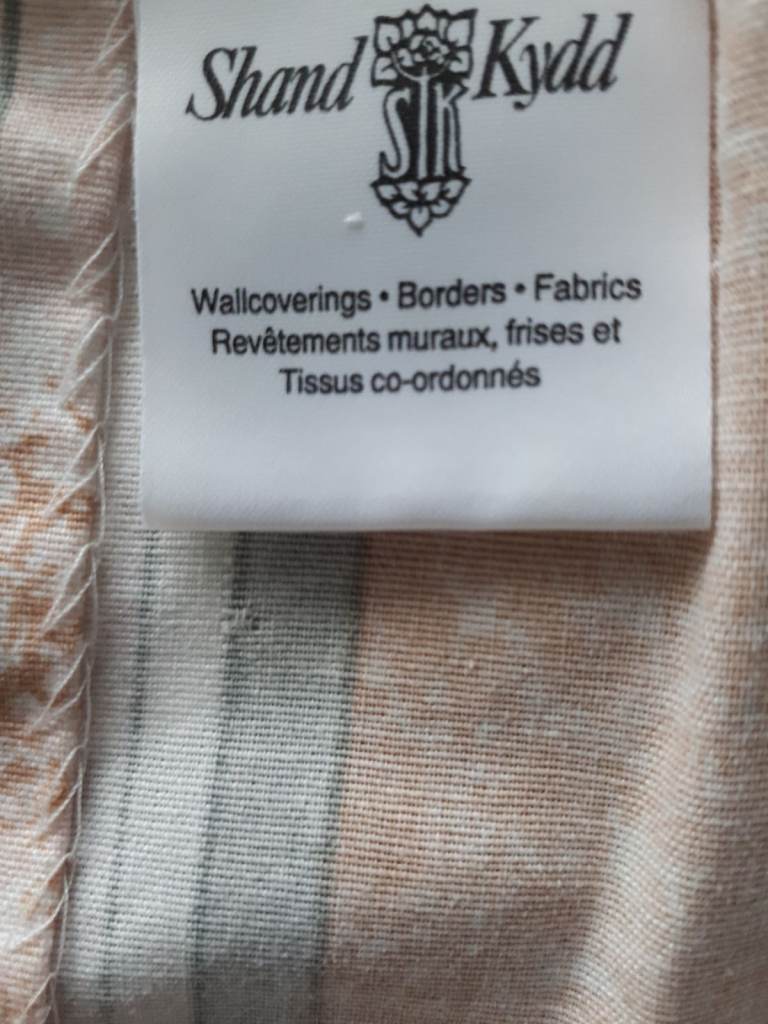 Shand SK Kydd
Wallcoverings • Borders • Fabrics
Revêtements muraux, frises et
Tissus co-ordonnés